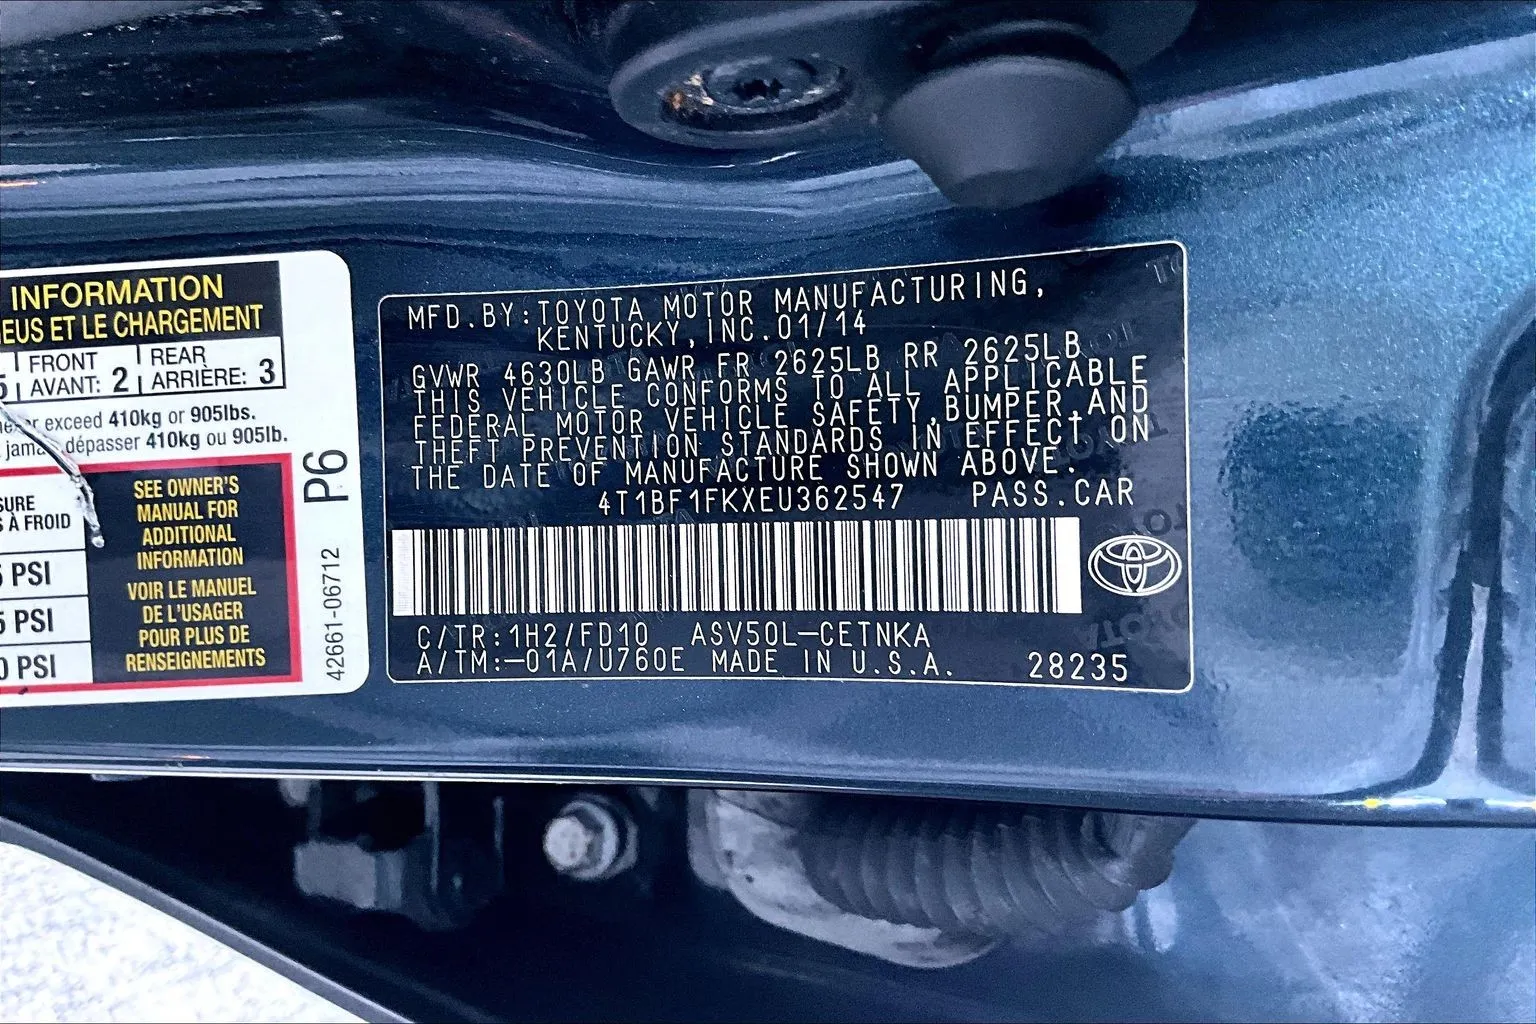 INFORMATION
EUS ET LE CHARGEMENT
FRONT
AVANT: 2
REAR
ARRIÈRE: 3
exceed 410kg or 905lbs.
dépasser 410kg ou 905lb.
SURE
S À FROID
PSI
PSI
0 PSI
SEE OWNER'S
MANUAL FOR
ADDITIONAL
INFORMATION
VOIR LE MANUEL
DE L'USAGER
POUR PLUS DE
RENSEIGNEMENTS
P6
42661-06712
MFD.BY:TOYOTA MOTOR MANUFACTURING,
KENTUCKY,INC.01/14
GVWR 4630LB GAWR FR 2625LB RR 2625LB
THIS VEHICLE CONFORMS TO ALL APPLICABLE
FEDERAL MOTOR VEHICLE SAFETY,BUMPER,AND
THEFT PREVENTION STANDARDS IN EFFECT ON
THE DATE OF MANUFACTURE SHOWN ABOVE.
4T1BF1FKXEU362547 PASS.CAR
C/TR:1H2/FD10 ASV50L-CETNKA
A/TM:-01A/U760E MADE IN U.S.A. 28235